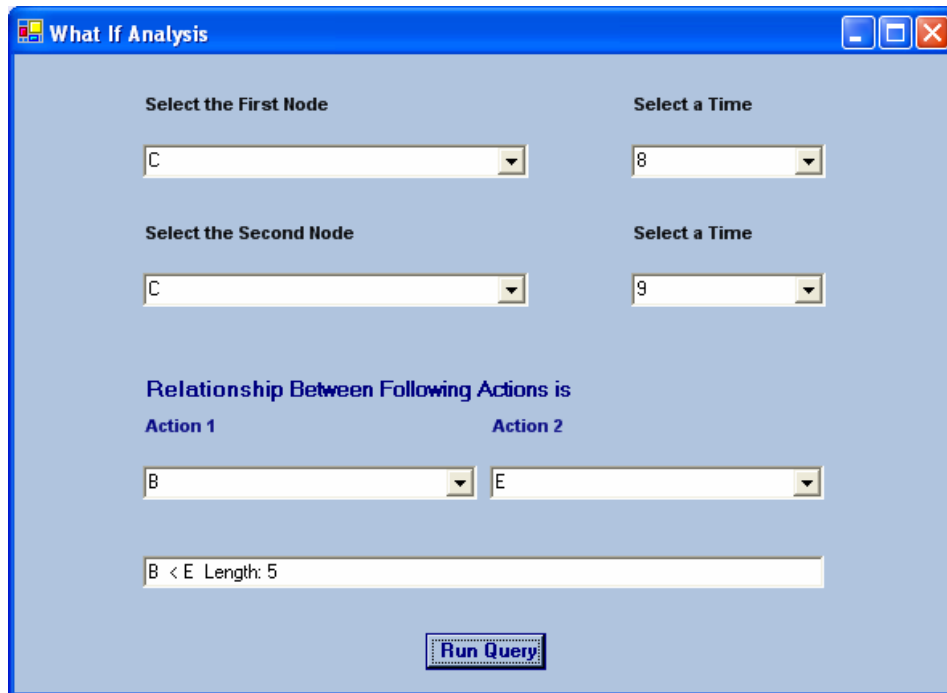 What If Analysis
Select the First Node Select a Time
C 8
Select the Second Node Select a Time
C 9
Relationship Between Following Actions is
Action 1 Action 2
B E
B < E Length: 5
Run Query